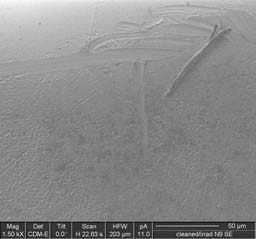 Mag Det Tilt Scan HFW pA 50 µm
1.50 kX CDM-E 0.0° H 22.63 s 203 µm 11.0 cleaned/irrad N9 SE